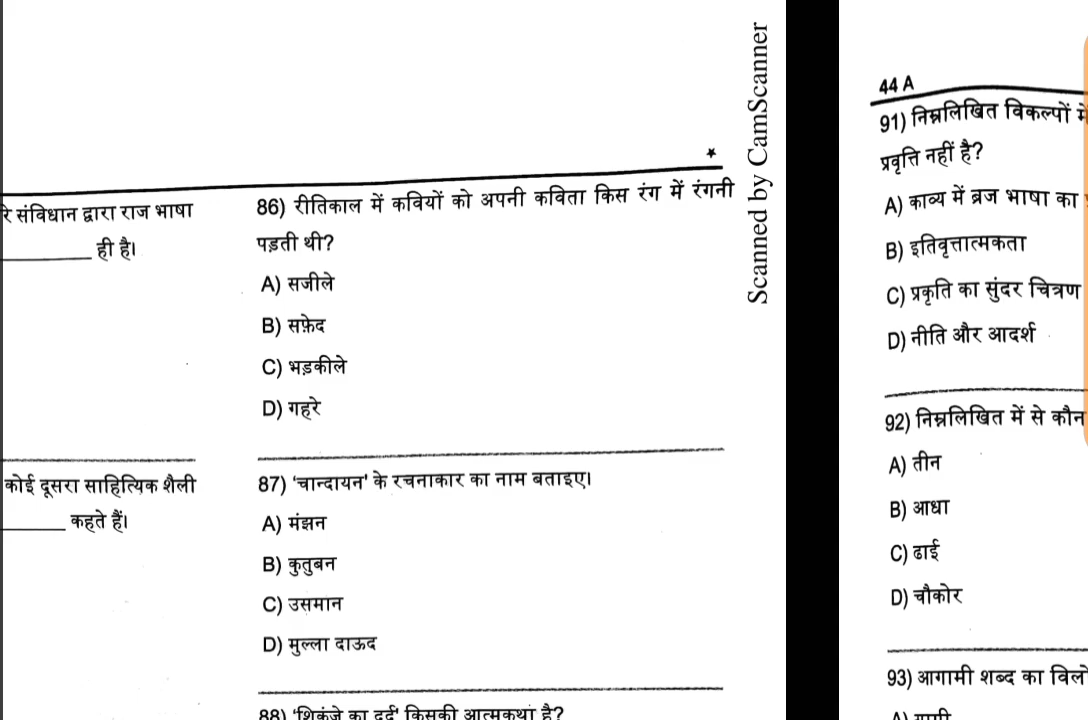 रे संविधान द्वारा राज भाषा
________ ही है।
कोई दूसरा साहित्यिक शैली
________ कहते हैं।
*
86) रीतिकाल में कवियों को अपनी कविता किस रंग में रंगनी
पड़ती थी?
A) सजीले
B) सफ़ेद
C) भड़कीले
D) गहरे
87) 'चान्दायन' के रचनाकार का नाम बताइए।
A) मंझन
B) कुतुबन
C) उसमान
D) मुल्ला दाऊद
88) 'शिकंजे का दर्द' किसकी आत्मकथा है?
Scanned by CamScanner
44 A
91) निम्नलिखित विकल्पों में
प्रवृत्ति नहीं है?
A) काव्य में ब्रज भाषा का
B) इतिवृत्तात्मकता
C) प्रकृति का सुंदर चित्रण
D) नीति और आदर्श
92) निम्नलिखित में से कौन
A) तीन
B) आधा
C) ढाई
D) चौकोर
93) आगामी शब्द का विलो
A)